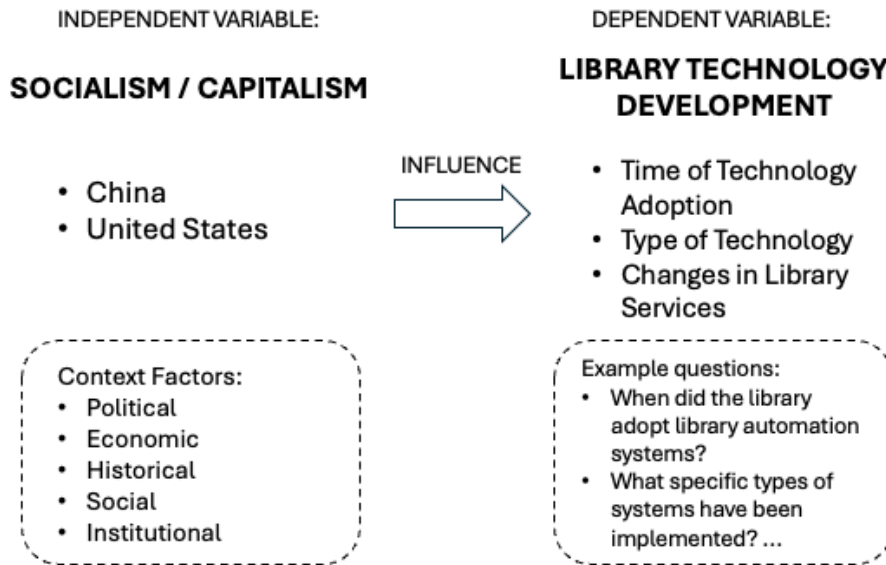 INDEPENDENT VARIABLE:
SOCIALISM / CAPITALISM
• China
• United States
Context Factors:
• Political
• Economic
• Historical
• Social
• Institutional
INFLUENCE
DEPENDENT VARIABLE:
LIBRARY TECHNOLOGY
DEVELOPMENT
• Time of Technology
Adoption
• Type of Technology
• Changes in Library
Services
Example questions:
• When did the library
adopt library automation
systems?
• What specific types of
systems have been
implemented? ...